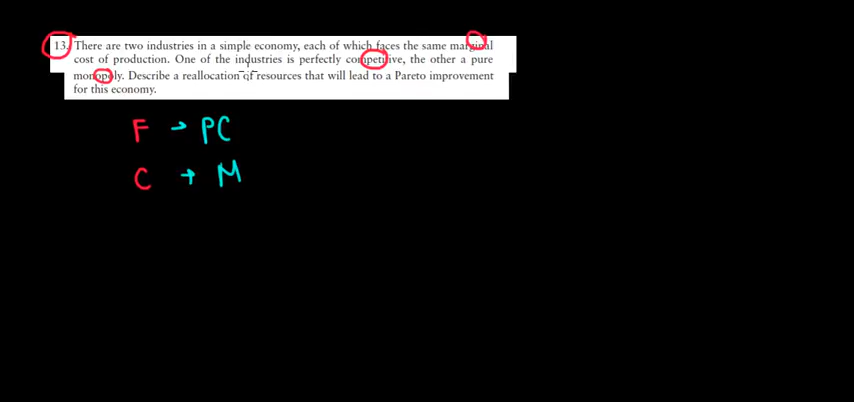 13. There are two industries in a simple economy, each of which faces the same marginal
cost of production. One of the industries is perfectly competitive, the other a pure
monopoly. Describe a reallocation of resources that will lead to a Pareto improvement
for this economy.
F → PC
C → M